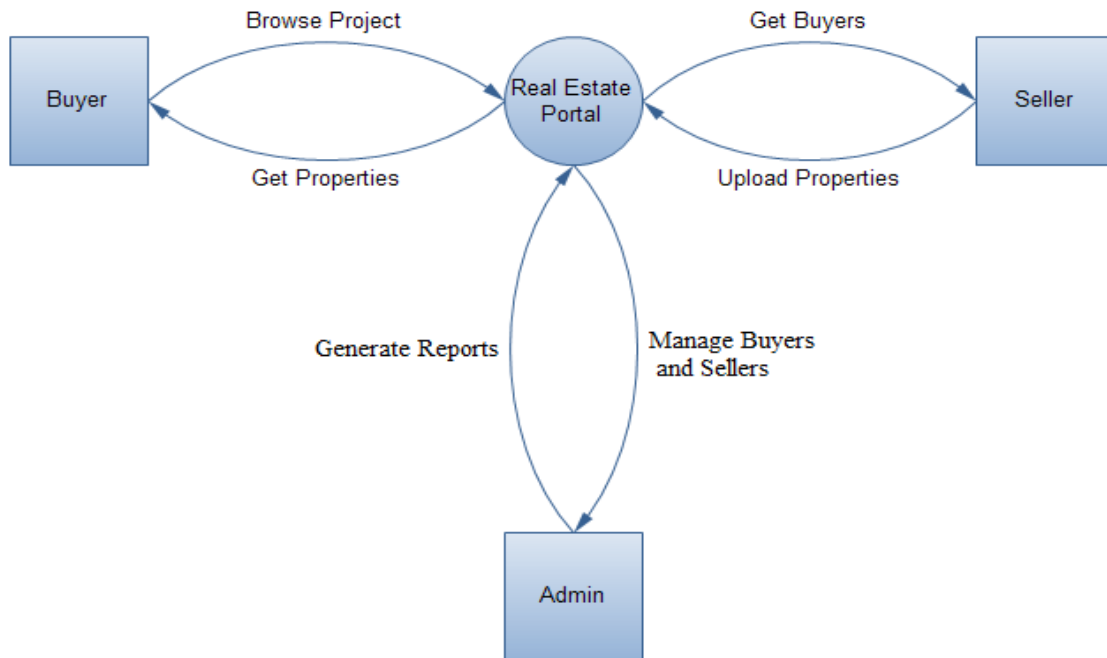 Browse Project
Get Buyers
Buyer
Real Estate
Portal
Seller
Get Properties
Upload Properties
Generate Reports
Manage Buyers
and Sellers
Admin